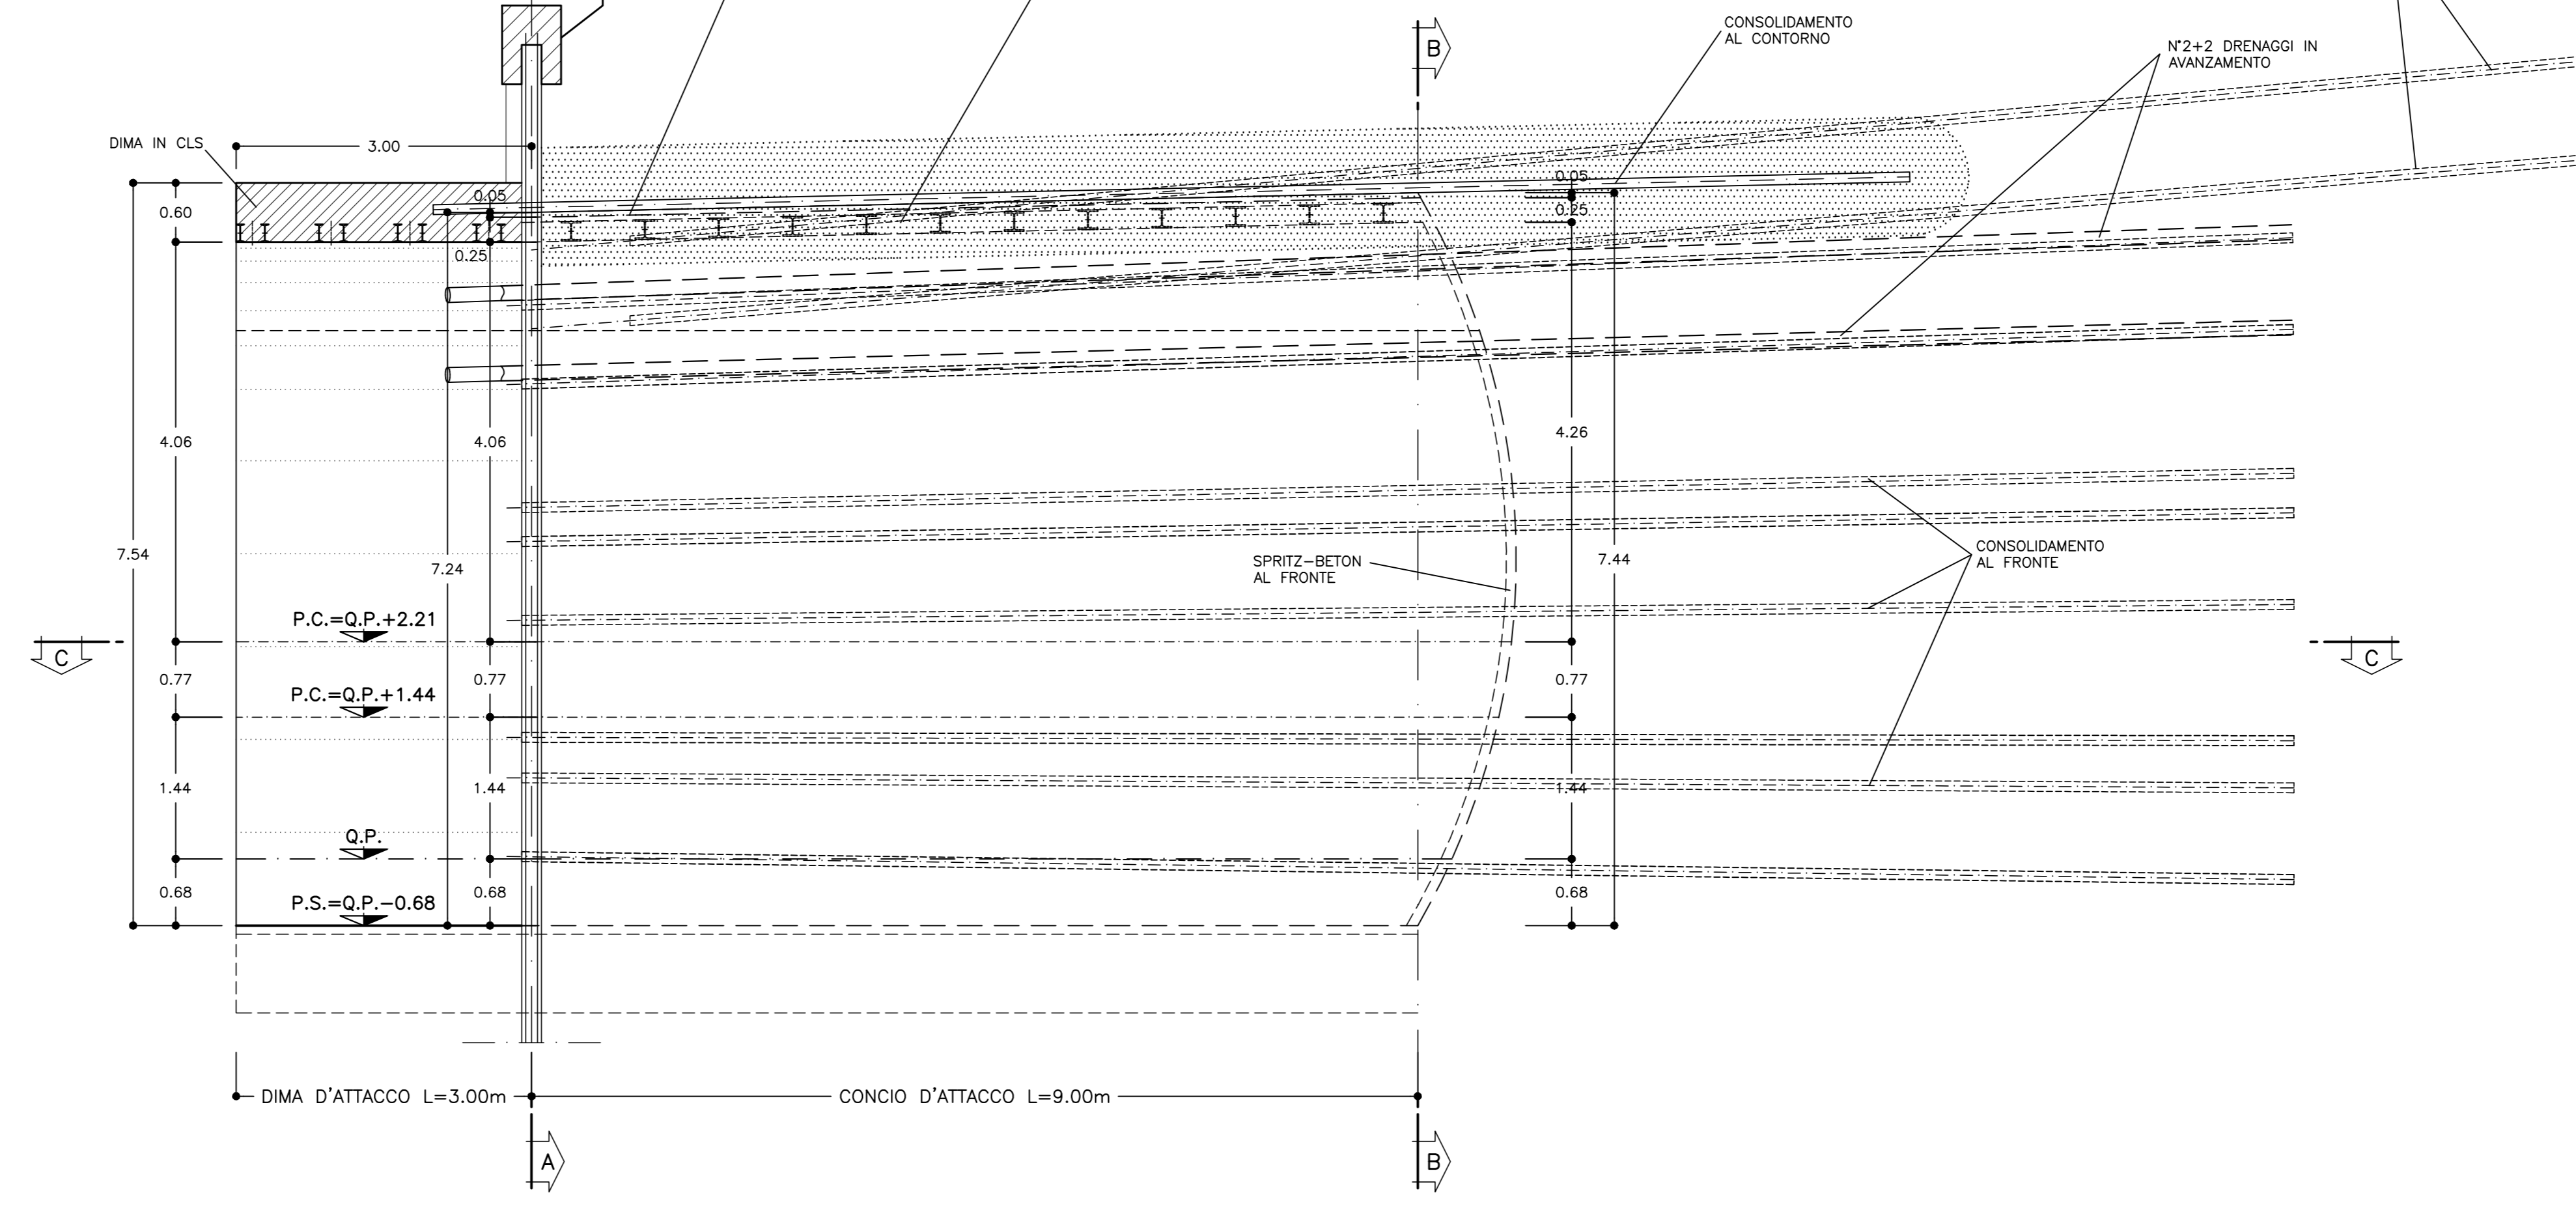 CONSOLIDAMENTO
AL CONTORNO
N°2+2 DRENAGGI IN
AVANZAMENTO
B
DIMA IN CLS
3.00
0.60
0.05
0.25
0.05
0.25
4.06
4.06
4.26
7.54
7.24
7.44
SPRITZ-BETON
AL FRONTE
CONSOLIDAMENTO
AL FRONTE
P.C.=Q.P.+2.21
C
C
0.77
0.77
0.77
P.C.=Q.P.+1.44
1.44
1.44
1.44
Q.P.
0.68
0.68
0.68
P.S.=Q.P.-0.68
DIMA D'ATTACCO L=3.00m
CONCIO D'ATTACCO L=9.00m
A
B